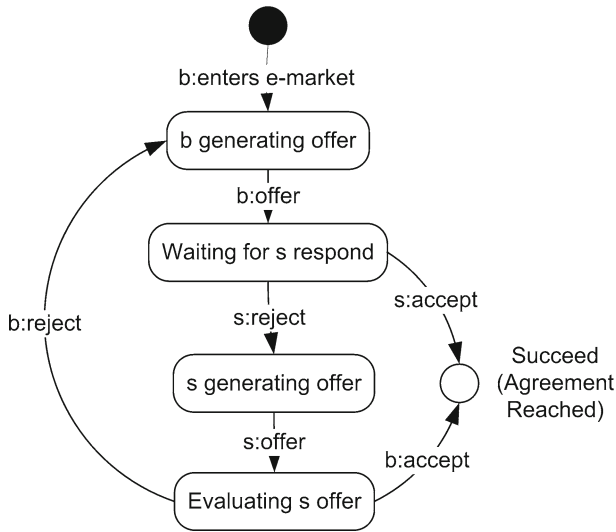 b:enters e-market
b generating offer
b:offer
Waiting for s respond
s:accept
b:reject
s:reject
Succeed
(Agreement
Reached)
s generating offer
s:offer
b:accept
Evaluating s offer